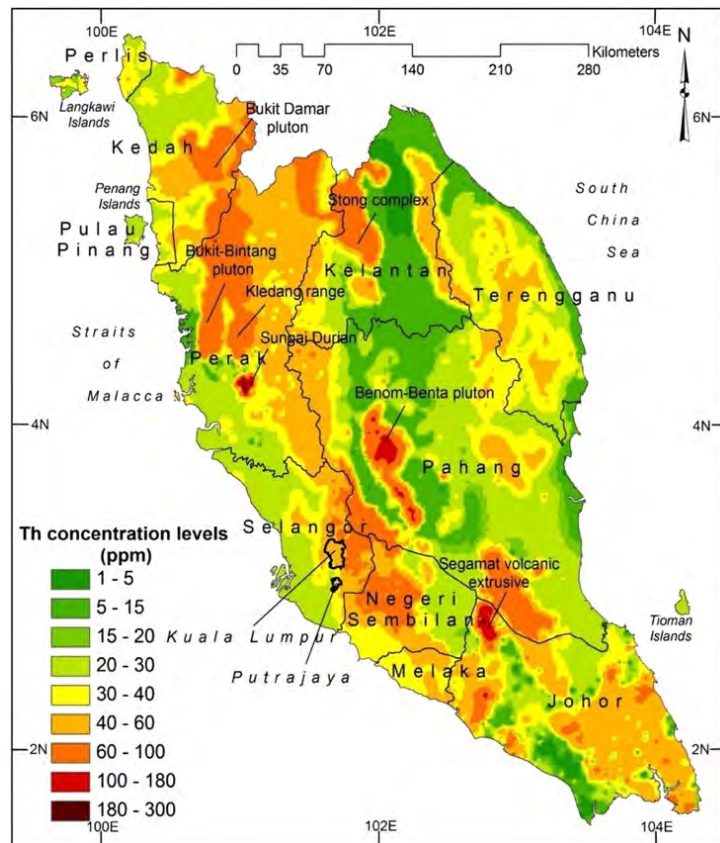 100E
102
104 E
N
Perlis
Kilometers
0 35 70 140 210 280
Langkawi
Islands
6N
6N
Bukit Damar
pluton
Kedah
Penang
Islands
South
China
Sea
Stong complex
Pulau
Pinang
Bukit-Bintang
pluton
Kelantan
Kledang range
Terengganu
Straits
of
Malacca
Sungai Durian
Perak
Benom-Benta pluton
4N
4N
Pahang
Selangor
Th concentration levels
(ppm)
1 - 5
5 - 15
15 - 20
20 - 30
30 - 40
40 - 60
60 - 100
100 - 180
180 - 300
Segamat volcanic
extrusive
Negeri
Sembilan
Tioman
Islands
Kuala Lumpur
Putrajaya
Melaka
Johor
2N
2N
100E
102
104 E